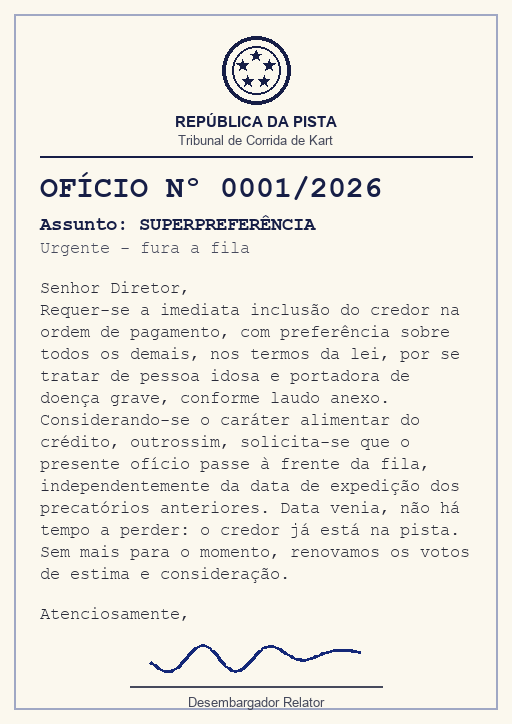 REPÚBLICA DA PISTA
Tribunal de Corrida de Kart
OFÍCIO Nº 0001/2026
Assunto: SUPERPREFERÊNCIA
Urgente - fura a fila
Senhor Diretor,
Requer-se a imediata inclusão do credor na
ordem de pagamento, com preferência sobre
todos os demais, nos termos da lei, por se
tratar de pessoa idosa e portadora de
doença grave, conforme laudo anexo.
Considerando-se o caráter alimentar do
crédito, outrossim, solicita-se que o
presente ofício passe à frente da fila,
independentemente da data de expedição dos
precatórios anteriores. Data venia, não há
tempo a perder: o credor já está na pista.
Sem mais para o momento, renovamos os votos
de estima e consideração.
Atenciosamente,
Desembargador Relator